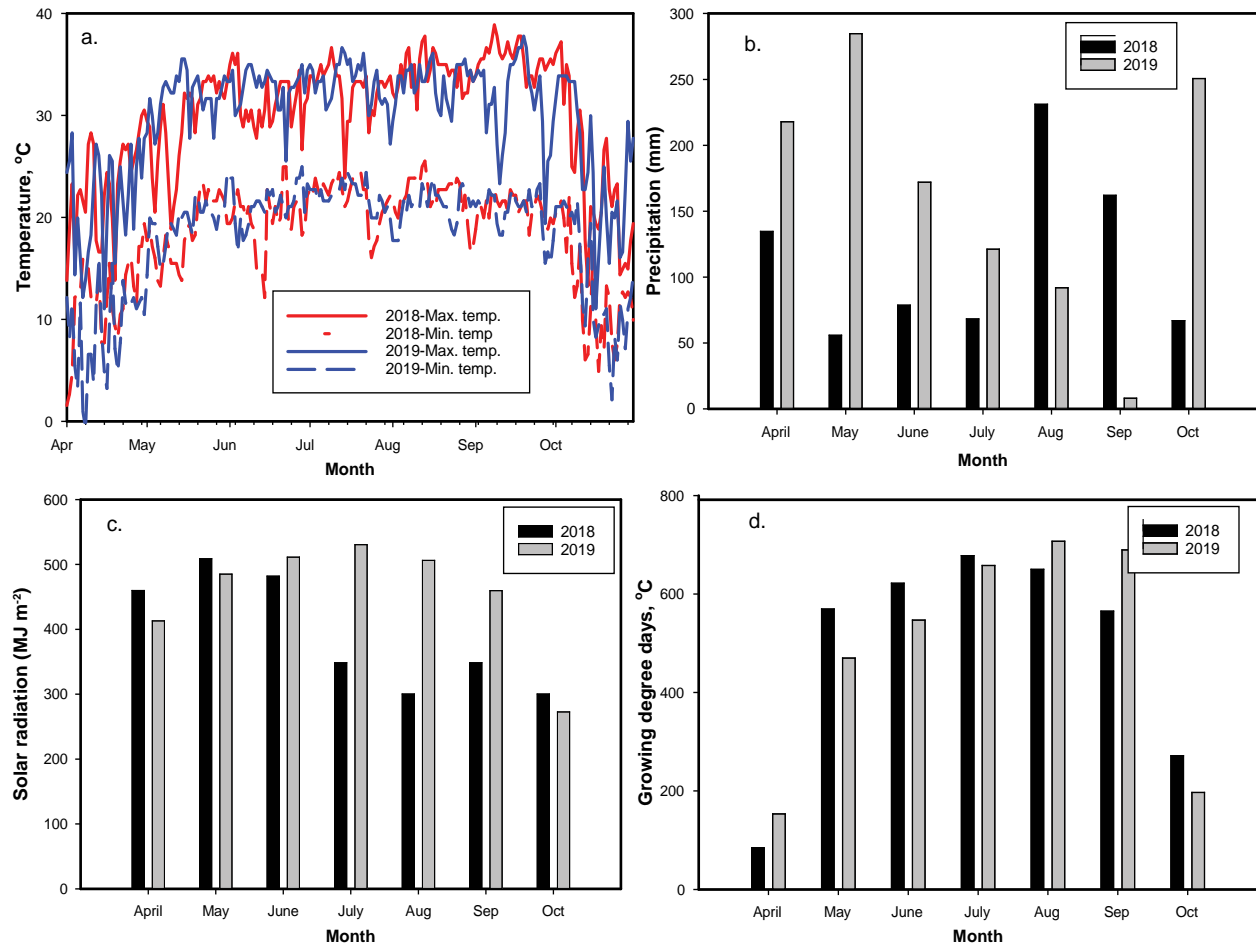 a.
Temperature, °C
40
30
20
10
0
Apr May Jun Jul Aug Sep Oct
Month
2018-Max. temp.
2018-Min. temp
2019-Max. temp.
2019-Min. temp.
b.
Precipitation (mm)
300
250
200
150
100
50
0
April May June July Aug Sep Oct
Month
2018
2019
c.
Solar radiation (MJ m⁻²)
600
500
400
300
200
100
0
April May June July Aug Sep Oct
Month
2018
2019
d.
Growing degree days, °C
800
600
400
200
0
April May June July Aug Sep Oct
Month
2018
2019